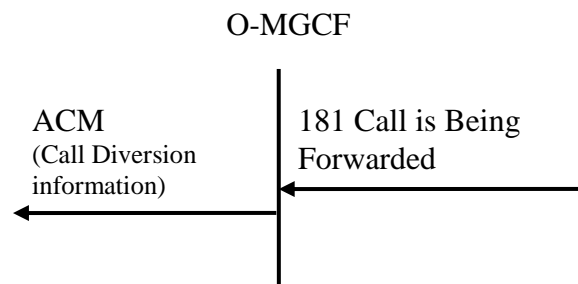 O-MGCF
ACM
(Call Diversion
information)
181 Call is Being
Forwarded